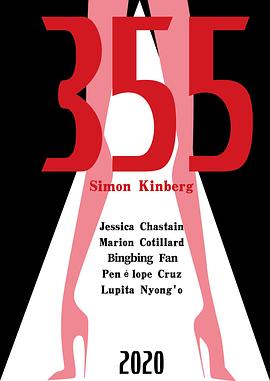 355
Simon Kinberg
Jessica Chastain
Marion Cotillard
Bingbing Fan
Pen é lope Cruz
Lupita Nyong'o
2020